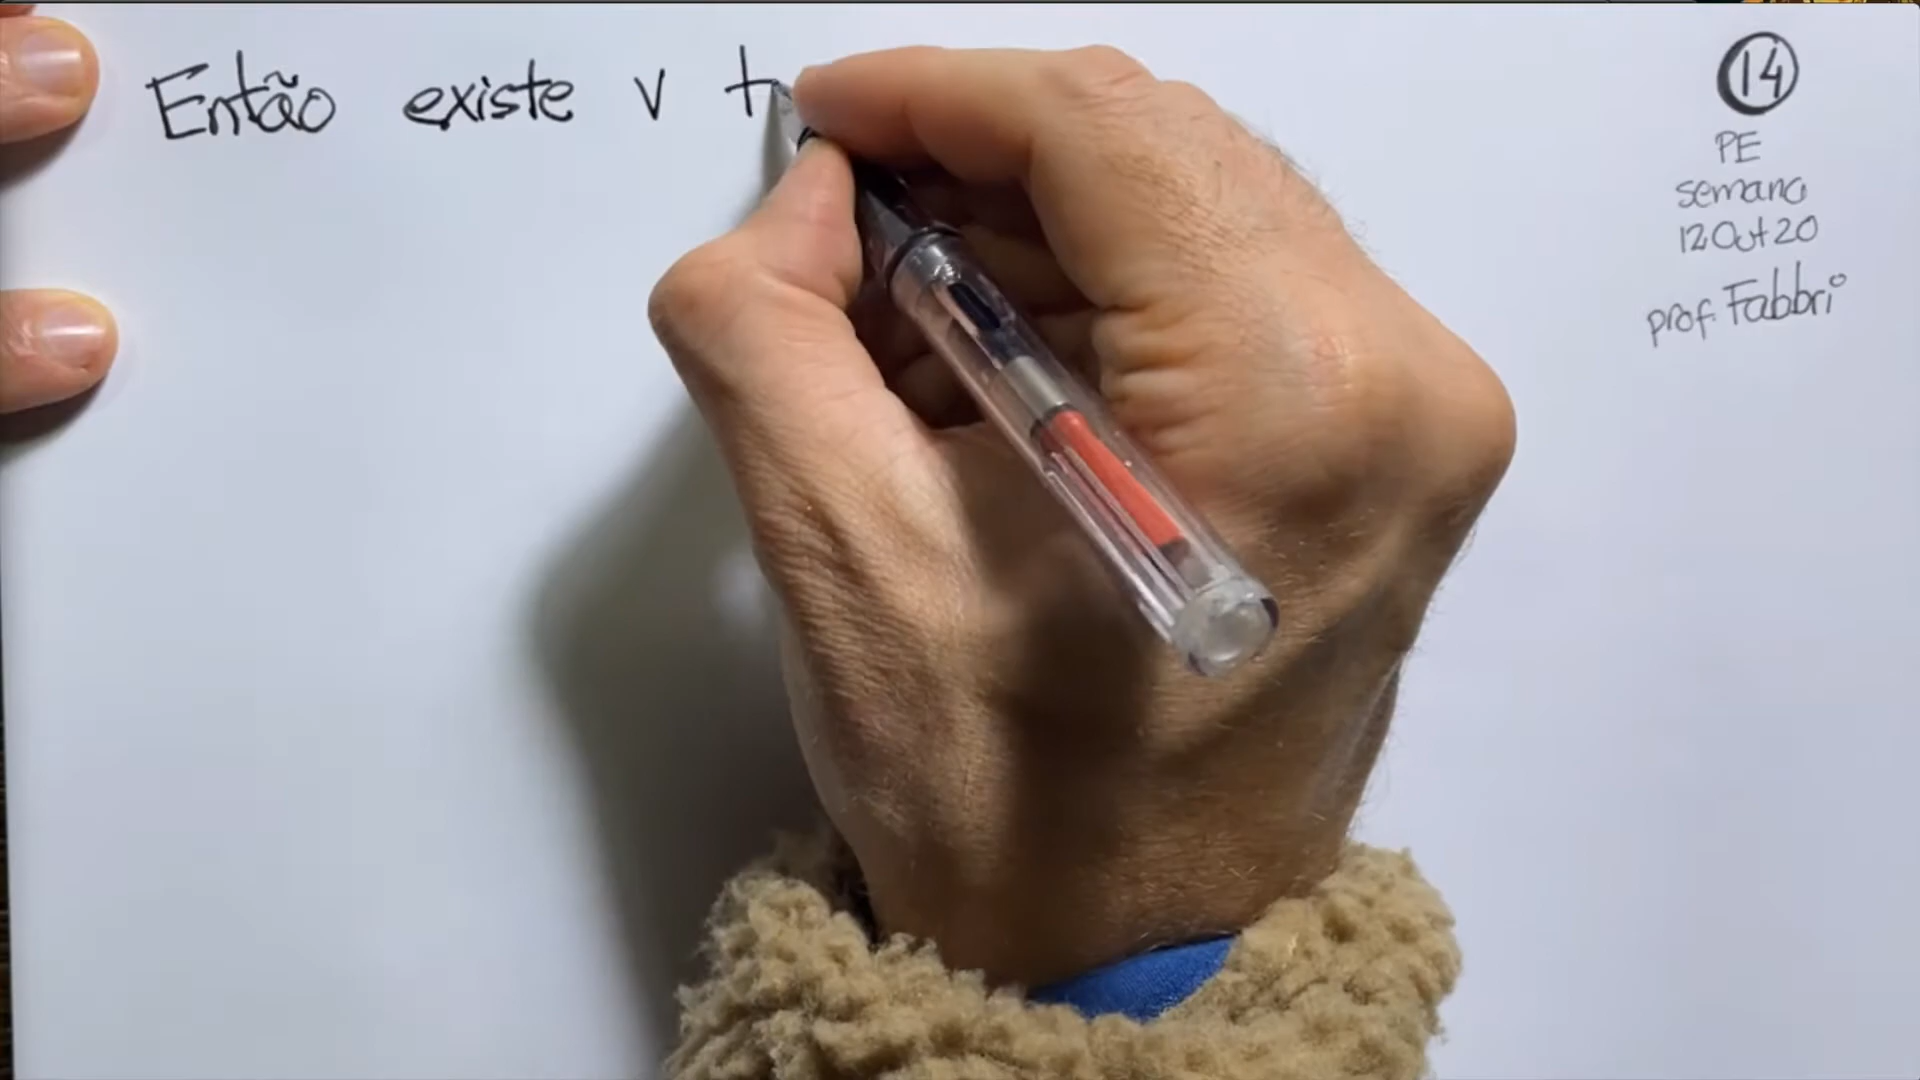 Então existe v t
14
PE
semana
12 Out 20
prof. Fabbri